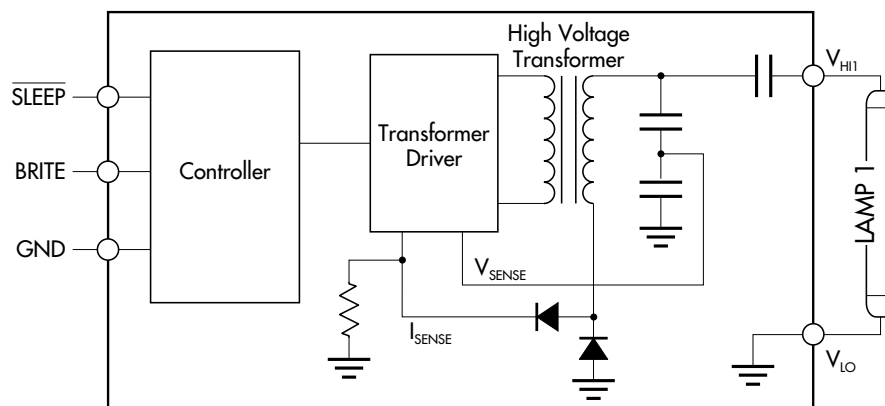 High Voltage
Transformer
V_HI1
SLEEP
BRITE
GND
Controller
Transformer
Driver
V_SENSE
I_SENSE
LAMP 1
V_LO